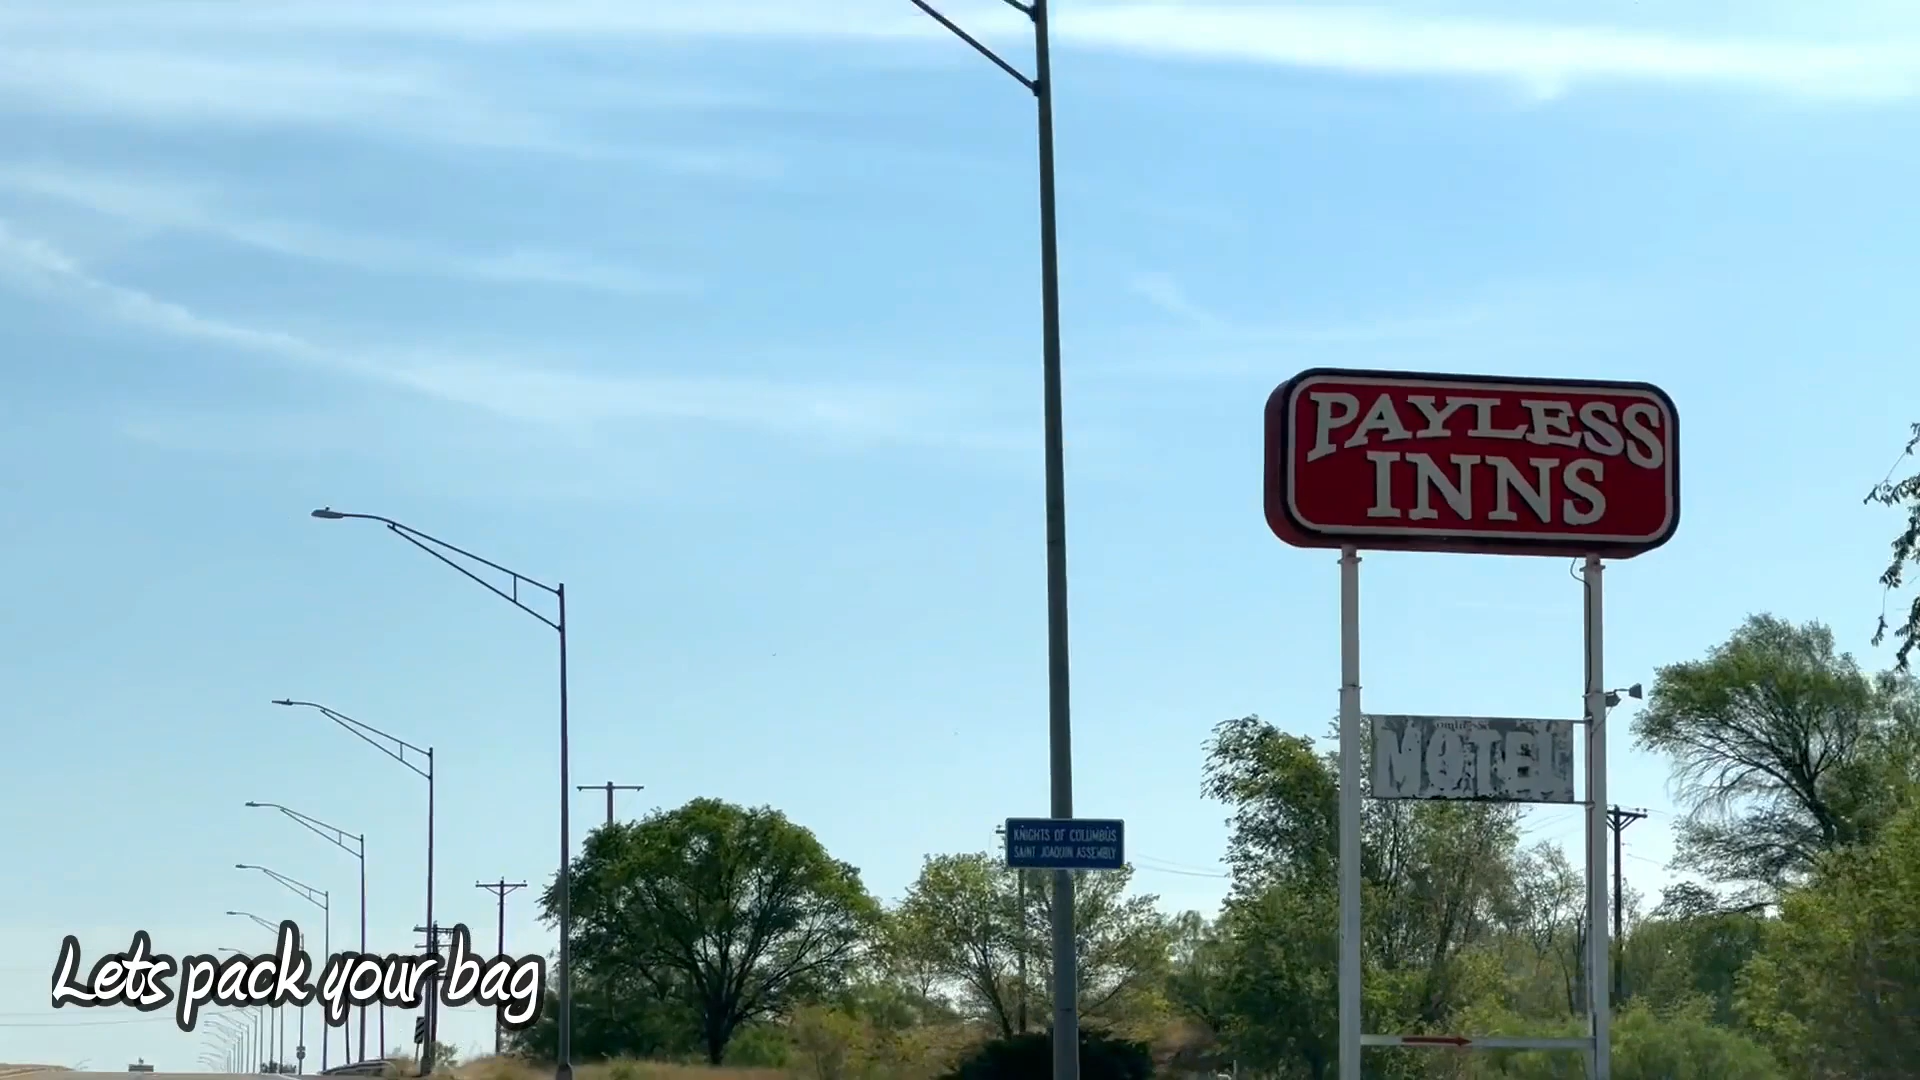 PAYLESS
INNS
MOTEL
KNIGHTS OF COLUMBUS
SAINT JOAQUIN ASSEMBLY
Lets pack your bag